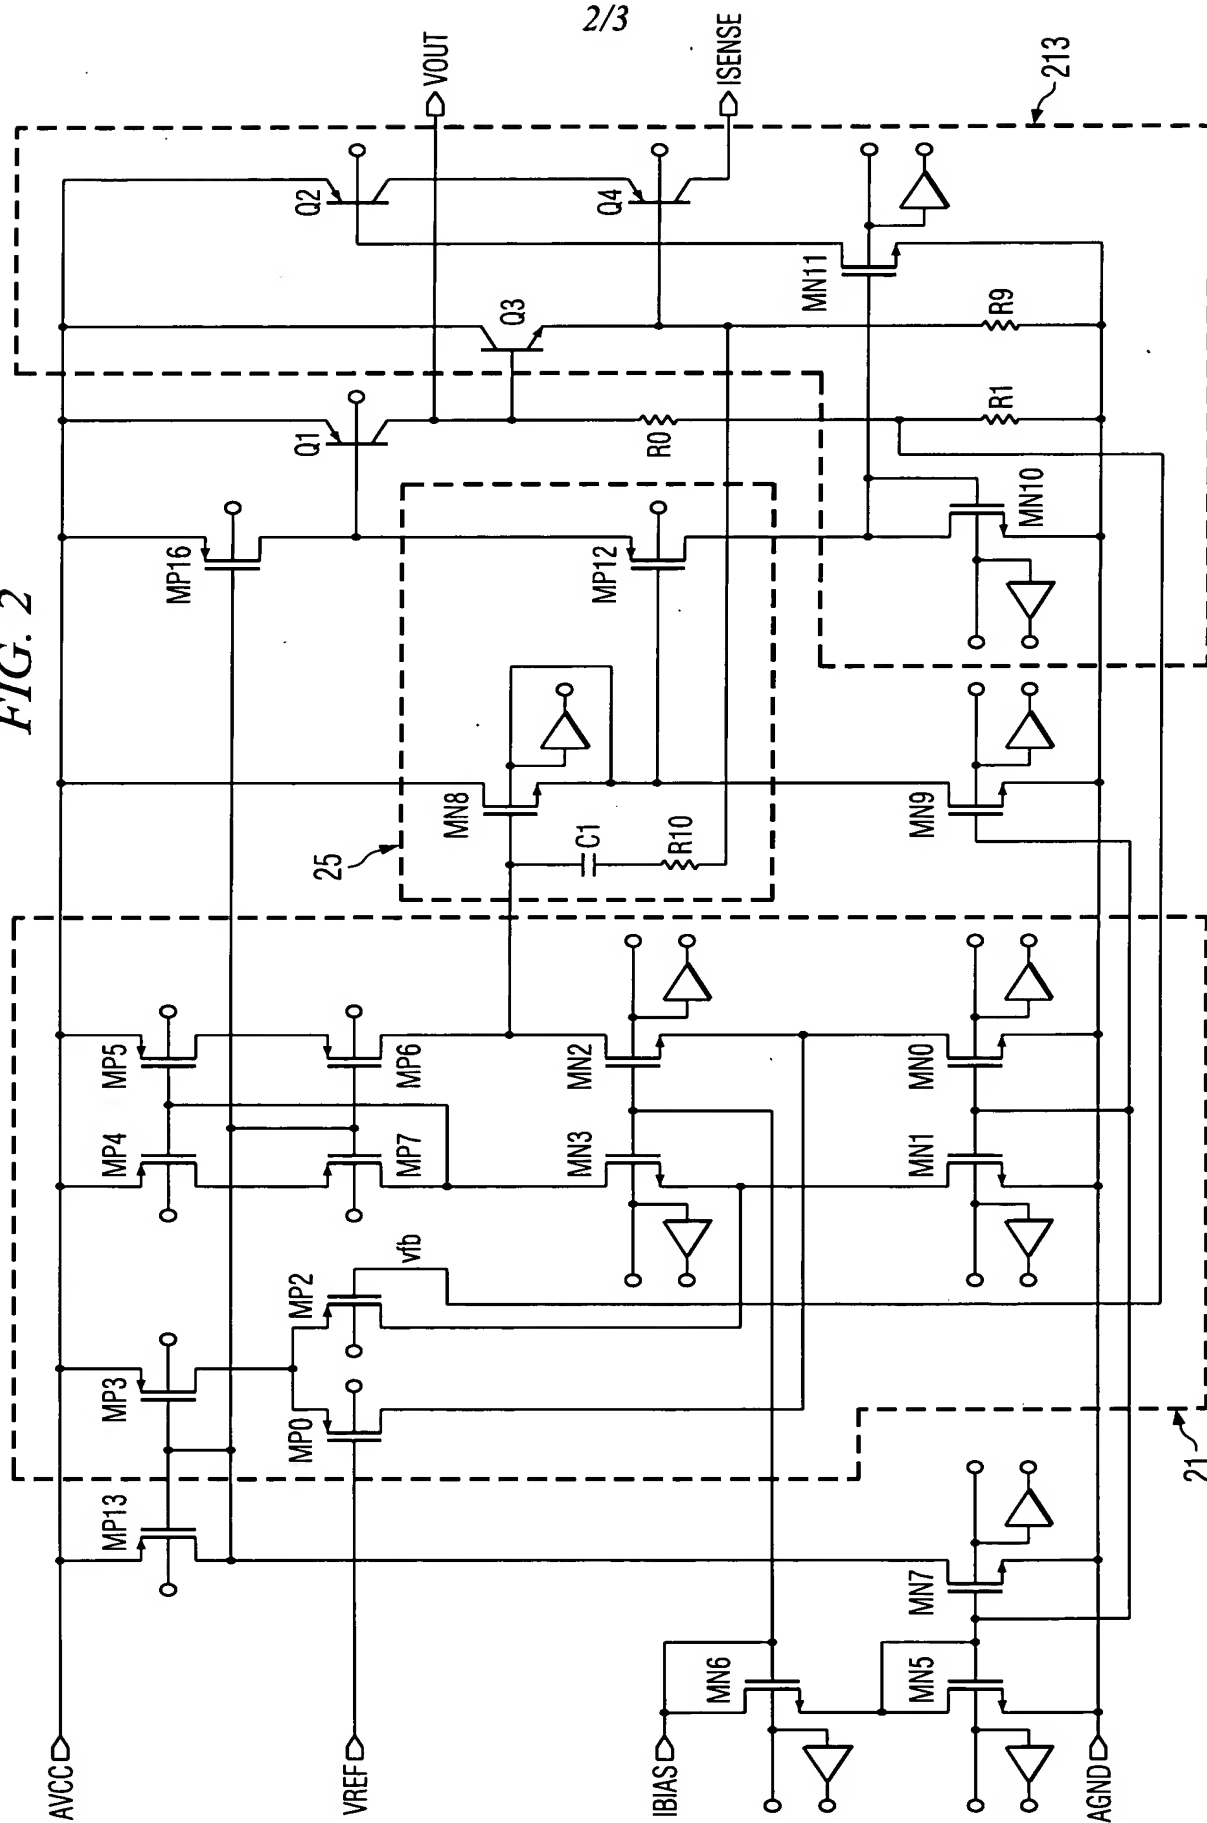 2/3
FIG. 2
AVCC
VREF
IBIAS
AGND
VOUT
ISENSE
213
25
21
MP13
MP3
MP4
MP5
MP16
Q1
Q2
MP0
MP2
vfb
MP7
MP6
MN8
Q3
Q4
C1
R10
MP12
R0
MN6
MN3
MN2
MN11
MN5
MN7
MN1
MN0
MN9
MN10
R1
R9